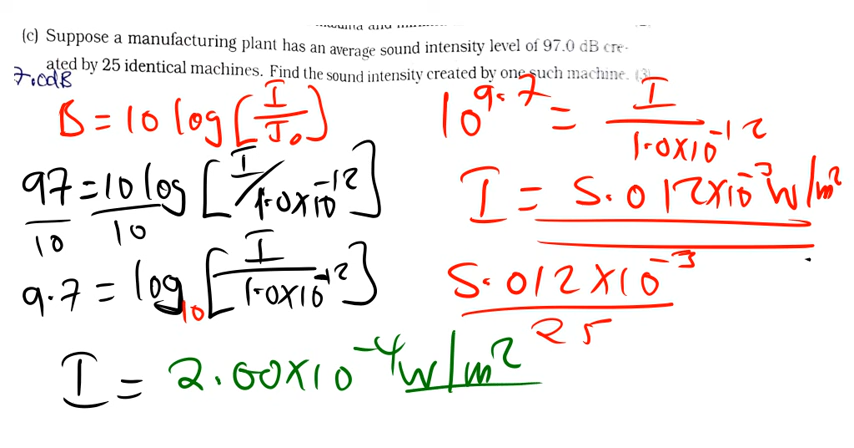 (c) Suppose a manufacturing plant has an average sound intensity level of 97.0 dB cre-
ated by 25 identical machines. Find the sound intensity created by one such machine. (3)
7.0dB
B = 10 log [I/I₀]
97/10 = 10 log/10 [I/1.0×10⁻¹²]
9.7 = log₁₀ [I/1.0×10⁻¹²]
10^9.7 = I/1.0×10⁻¹²
I = 5.012×10⁻³ W/m²
5.012×10⁻³/25
I = 2.00×10⁻⁴ W/m²